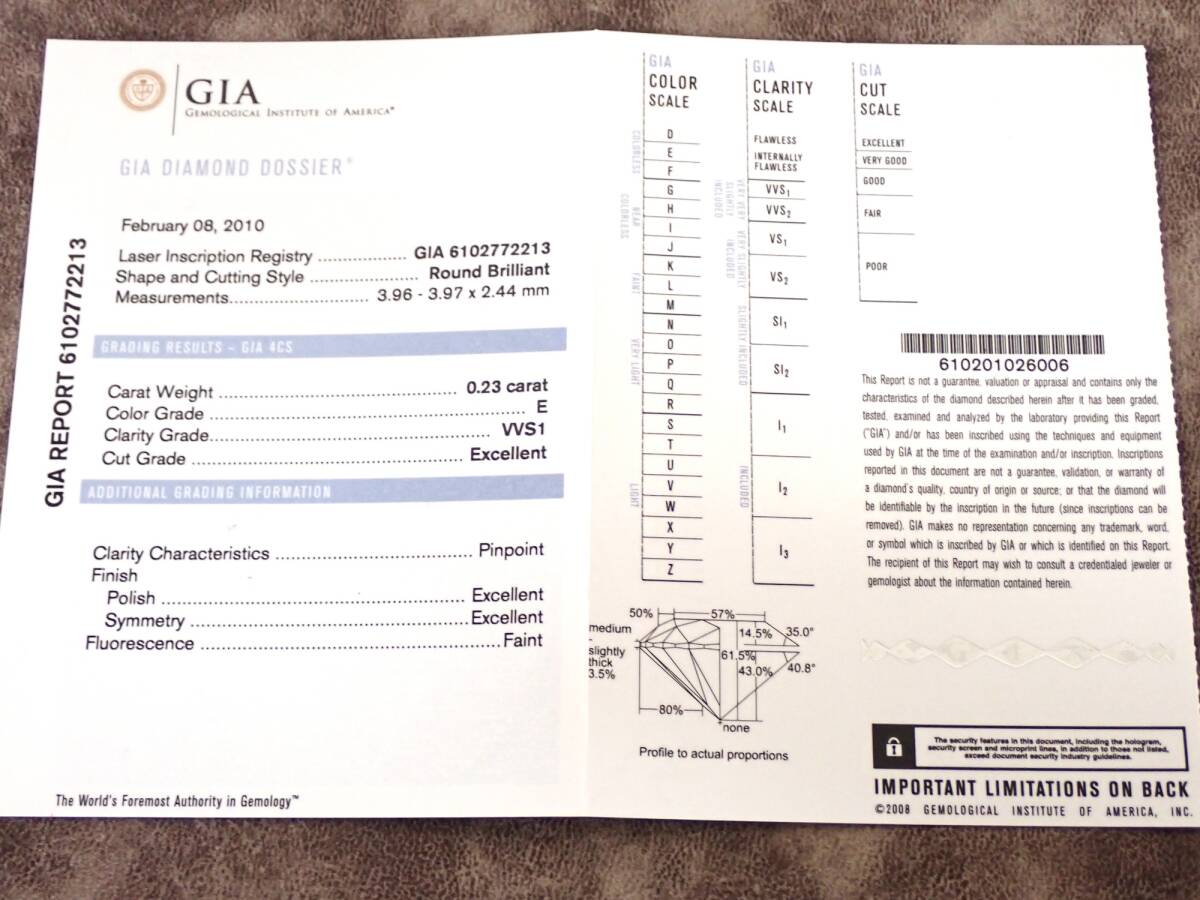 GIA REPORT 6102772213
GIA
GEMOLOGICAL INSTITUTE OF AMERICA®
GIA DIAMOND DOSSIER®
February 08, 2010
Laser Inscription Registry ................ GIA 6102772213
Shape and Cutting Style .................... Round Brilliant
Measurements......................... 3.96 - 3.97 x 2.44 mm
GRADING RESULTS – GIA 4CS
Carat Weight ........................................... 0.23 carat
Color Grade ........................................................ E
Clarity Grade.................................................. VVS1
Cut Grade ................................................ Excellent
ADDITIONAL GRADING INFORMATION
Clarity Characteristics ................................... Pinpoint
Finish
Polish ..................................................... Excellent
Symmetry ................................................ Excellent
Fluorescence .................................................... Faint
The World's Foremost Authority in Gemology™
GIA
COLOR
SCALE
COLORLESS
D
E
F
NEAR
COLORLESS
G
H
I
J
FAINT
K
L
M
VERY LIGHT
N
O
P
Q
R
LIGHT
S
T
U
V
W
X
Y
Z
GIA
CLARITY
SCALE
FLAWLESS
INTERNALLY
FLAWLESS
VERY VERY
SLIGHTLY
INCLUDED
VVS1
VVS2
VERY SLIGHTLY
INCLUDED
VS1
VS2
SLIGHTLY INCLUDED
SI1
SI2
INCLUDED
I1
I2
I3
GIA
CUT
SCALE
EXCELLENT
VERY GOOD
GOOD
FAIR
POOR
50%
57%
medium
-
slightly
thick
3.5%
14.5%
35.0°
61.5%
43.0%
40.8°
80%
none
Profile to actual proportions
610201026006
This Report is not a guarantee, valuation or appraisal and contains only the
characteristics of the diamond described herein after it has been graded,
tested, examined and analyzed by the laboratory providing this Report
("GIA") and/or has been inscribed using the techniques and equipment
used by GIA at the time of the examination and/or inscription. Inscriptions
reported in this document are not a guarantee, validation, or warranty of
a diamond's quality, country of origin or source; or that the diamond will
be identifiable by the inscription in the future (since inscriptions can be
removed). GIA makes no representation concerning any trademark, word,
or symbol which is inscribed by GIA or which is identified on this Report.
The recipient of this Report may wish to consult a credentialed jeweler or
gemologist about the information contained herein.
The security features in this document, including the hologram,
security screen and microprint lines, in addition to those not listed,
exceed document security industry guidelines.
IMPORTANT LIMITATIONS ON BACK
©2008 GEMOLOGICAL INSTITUTE OF AMERICA, INC.